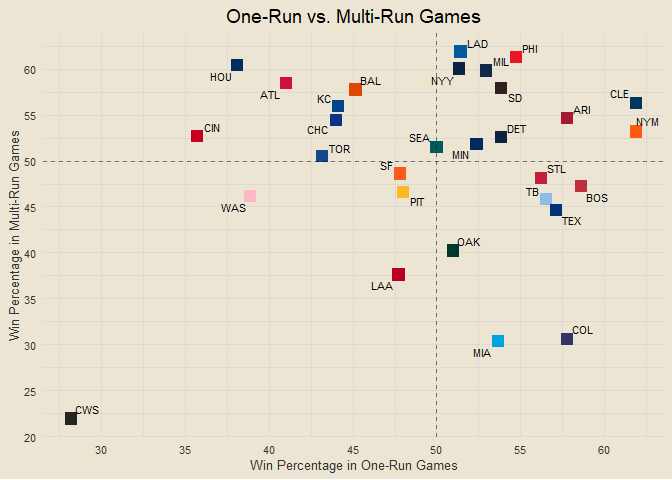 One-Run vs. Multi-Run Games
LAD
PHI
HOU
NYY
MIL
ATL
BAL
SD
KC
CLE
CHC
ARI
CIN
NYM
TOR
SEA
MIN
DET
SF
STL
WAS
PIT
TB
BOS
TEX
OAK
LAA
MIA
COL
CWS
60
55
50
45
40
35
30
25
20
Win Percentage in Multi-Run Games
30
35
40
45
50
55
60
Win Percentage in One-Run Games